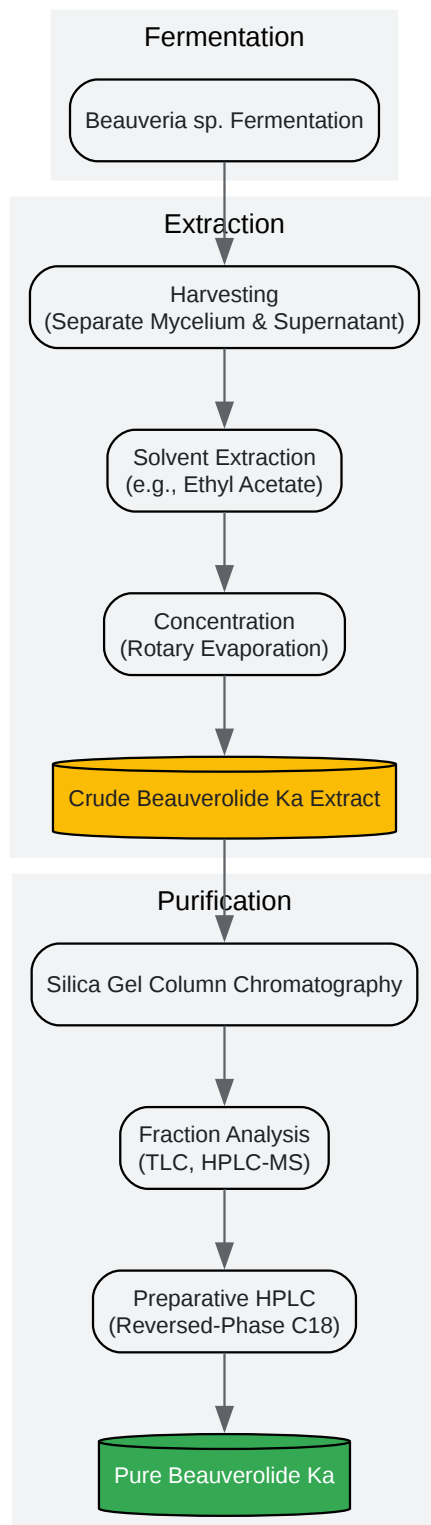 Fermentation
Beauveria sp. Fermentation
Extraction
Harvesting
(Separate Mycelium & Supernatant)
Solvent Extraction
(e.g., Ethyl Acetate)
Concentration
(Rotary Evaporation)
Crude Beauverolide Ka Extract
Purification
Silica Gel Column Chromatography
Fraction Analysis
(TLC, HPLC-MS)
Preparative HPLC
(Reversed-Phase C18)
Pure Beauverolide Ka